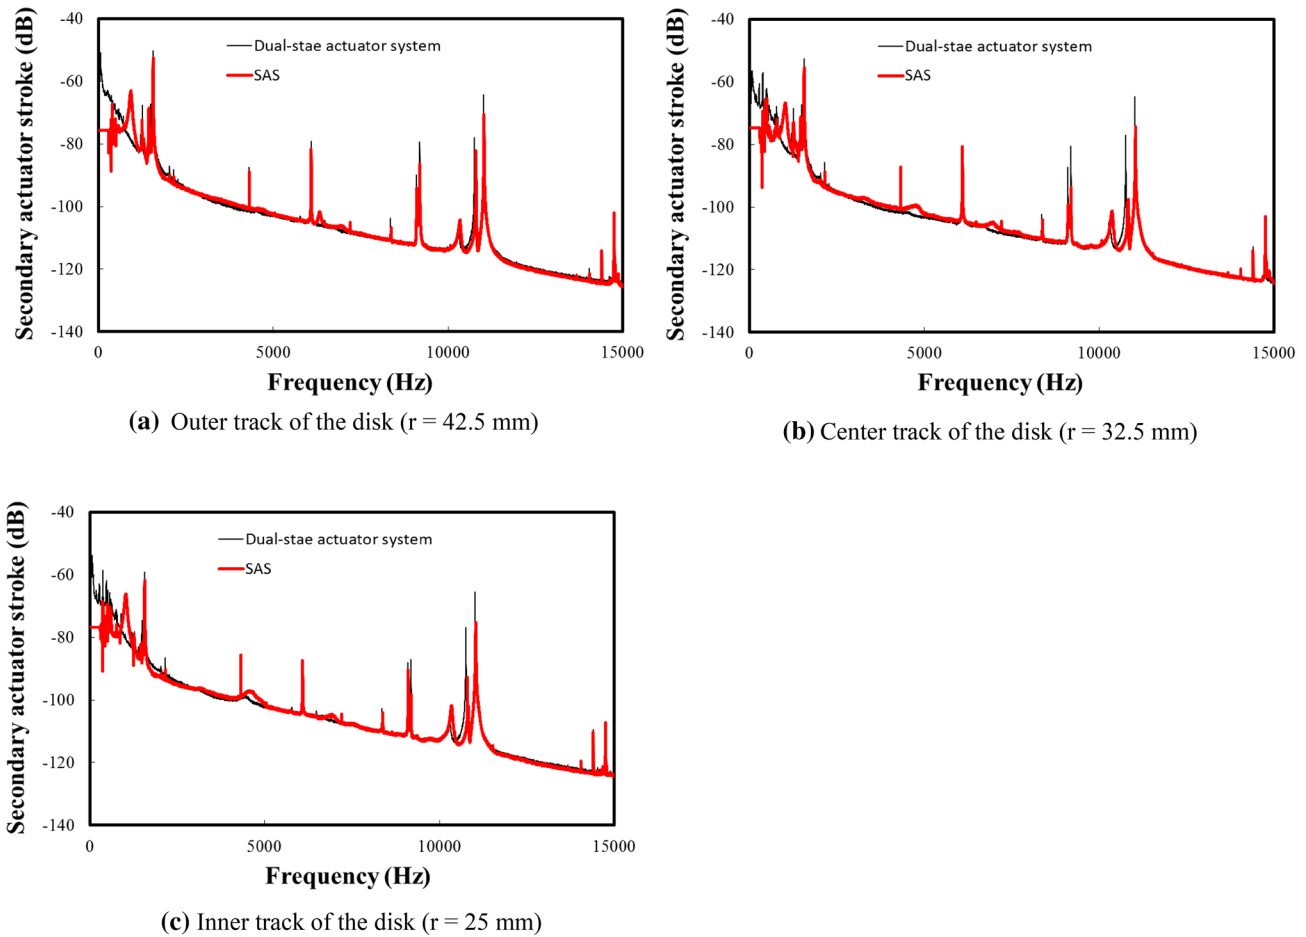 Secondary actuator stroke (dB)
-40
-60
-80
-100
-120
-140
Dual-stae actuator system
SAS
0
5000
10000
15000
Frequency (Hz)
(a) Outer track of the disk (r = 42.5 mm)
Secondary actuator stroke (dB)
-40
-60
-80
-100
-120
-140
Dual-stae actuator system
SAS
0
5000
10000
15000
Frequency (Hz)
(b) Center track of the disk (r = 32.5 mm)
Secondary actuator stroke (dB)
-40
-60
-80
-100
-120
-140
Dual-stae actuator system
SAS
0
5000
10000
15000
Frequency (Hz)
(c) Inner track of the disk (r = 25 mm)